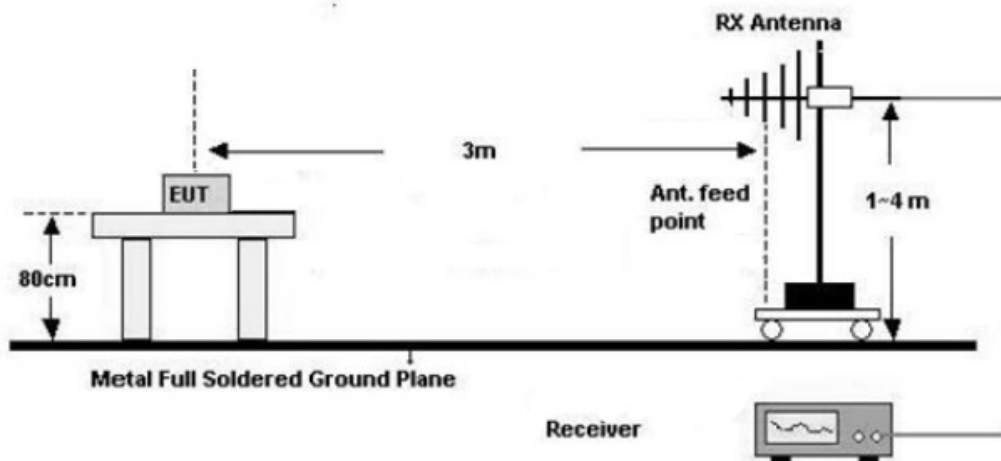 RX Antenna
3m
EUT
Ant. feed
point
1~4 m
80cm
Metal Full Soldered Ground Plane
Receiver